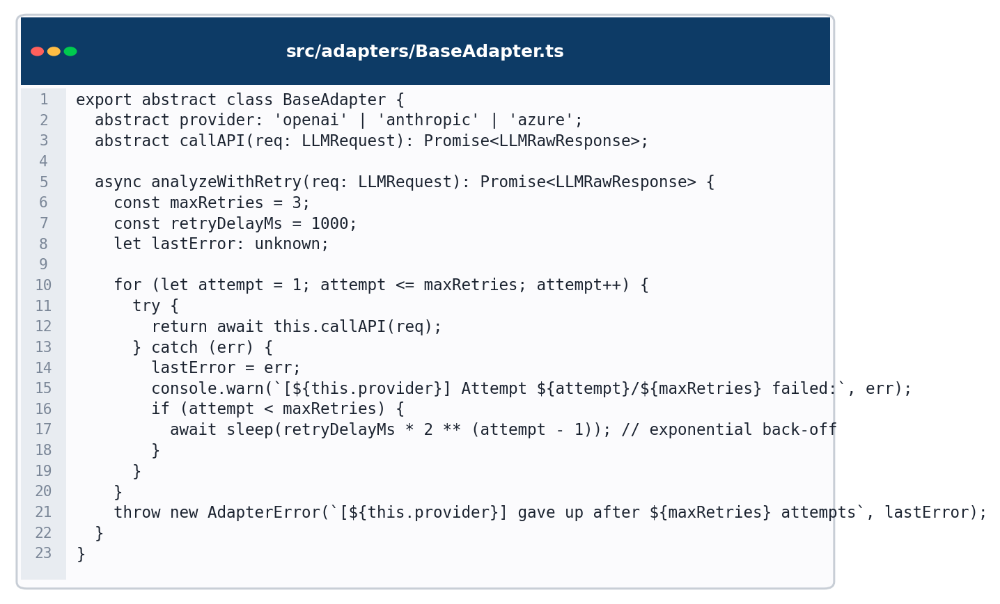 src/adapters/BaseAdapter.ts
1 export abstract class BaseAdapter {
2   abstract provider: 'openai' | 'anthropic' | 'azure';
3   abstract callAPI(req: LLMRequest): Promise<LLMRawResponse>;
4
5   async analyzeWithRetry(req: LLMRequest): Promise<LLMRawResponse> {
6     const maxRetries = 3;
7     const retryDelayMs = 1000;
8     let lastError: unknown;
9
10     for (let attempt = 1; attempt <= maxRetries; attempt++) {
11       try {
12         return await this.callAPI(req);
13       } catch (err) {
14         lastError = err;
15         console.warn(`[${this.provider}] Attempt ${attempt}/${maxRetries} failed:`, err);
16         if (attempt < maxRetries) {
17           await sleep(retryDelayMs * 2 ** (attempt - 1)); // exponential back-off
18         }
19       }
20     }
21     throw new AdapterError(`[${this.provider}] gave up after ${maxRetries} attempts`, lastError);
22   }
23 }